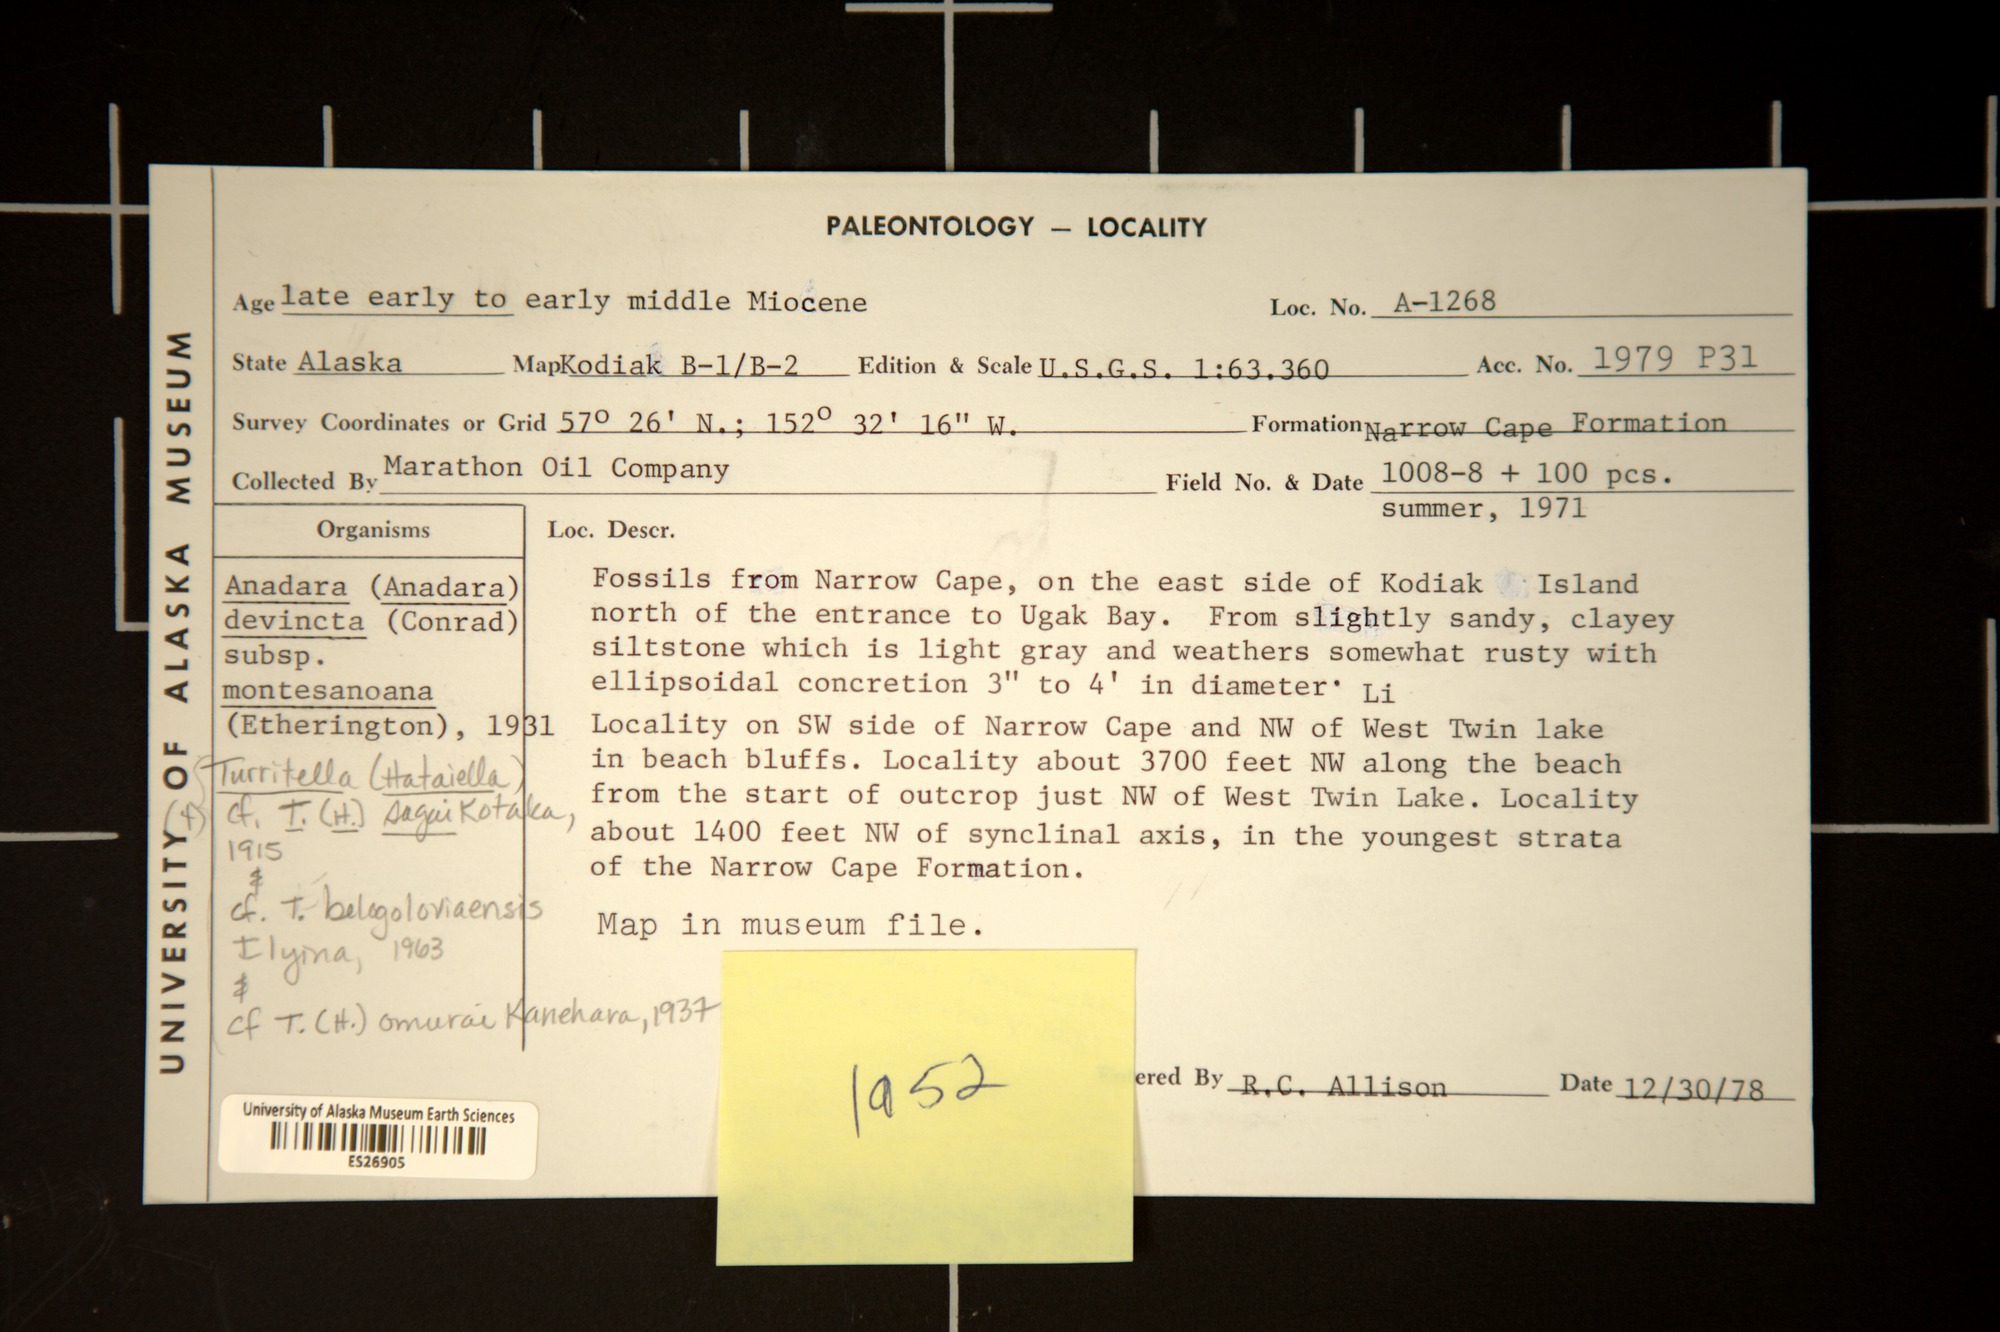 PALEONTOLOGY — LOCALITY
Age late early to early middle Miocene Loc. No. A-1268
State Alaska Map Kodiak B-1/B-2 Edition & Scale U.S.G.S. 1:63.360 Acc. No. 1979 P31
Survey Coordinates or Grid 57° 26' N.; 152° 32' 16" W. Formation Narrow Cape Formation
Collected By Marathon Oil Company Field No. & Date 1008-8 + 100 pcs.
summer, 1971
Organisms
Anadara (Anadara)
devincta (Conrad)
subsp.
montesanoana
(Etherington), 1931
Turritella (Hataiella)
(4) cf. T. (H.) sagai Kotaka,
1915
&
cf. T. belogoloviaensis
Ilyina, 1963
&
cf T. (H.) omurai Kanehara, 1937
Loc. Descr.
Fossils from Narrow Cape, on the east side of Kodiak Island
north of the entrance to Ugak Bay. From slightly sandy, clayey
siltstone which is light gray and weathers somewhat rusty with
ellipsoidal concretion 3" to 4' in diameter. Li
Locality on SW side of Narrow Cape and NW of West Twin lake
in beach bluffs. Locality about 3700 feet NW along the beach
from the start of outcrop just NW of West Twin Lake. Locality
about 1400 feet NW of synclinal axis, in the youngest strata
of the Narrow Cape Formation.
Map in museum file.
1952
ered By R.C. Allison Date 12/30/78
University of Alaska Museum Earth Sciences
ES26905
UNIVERSITY OF ALASKA MUSEUM